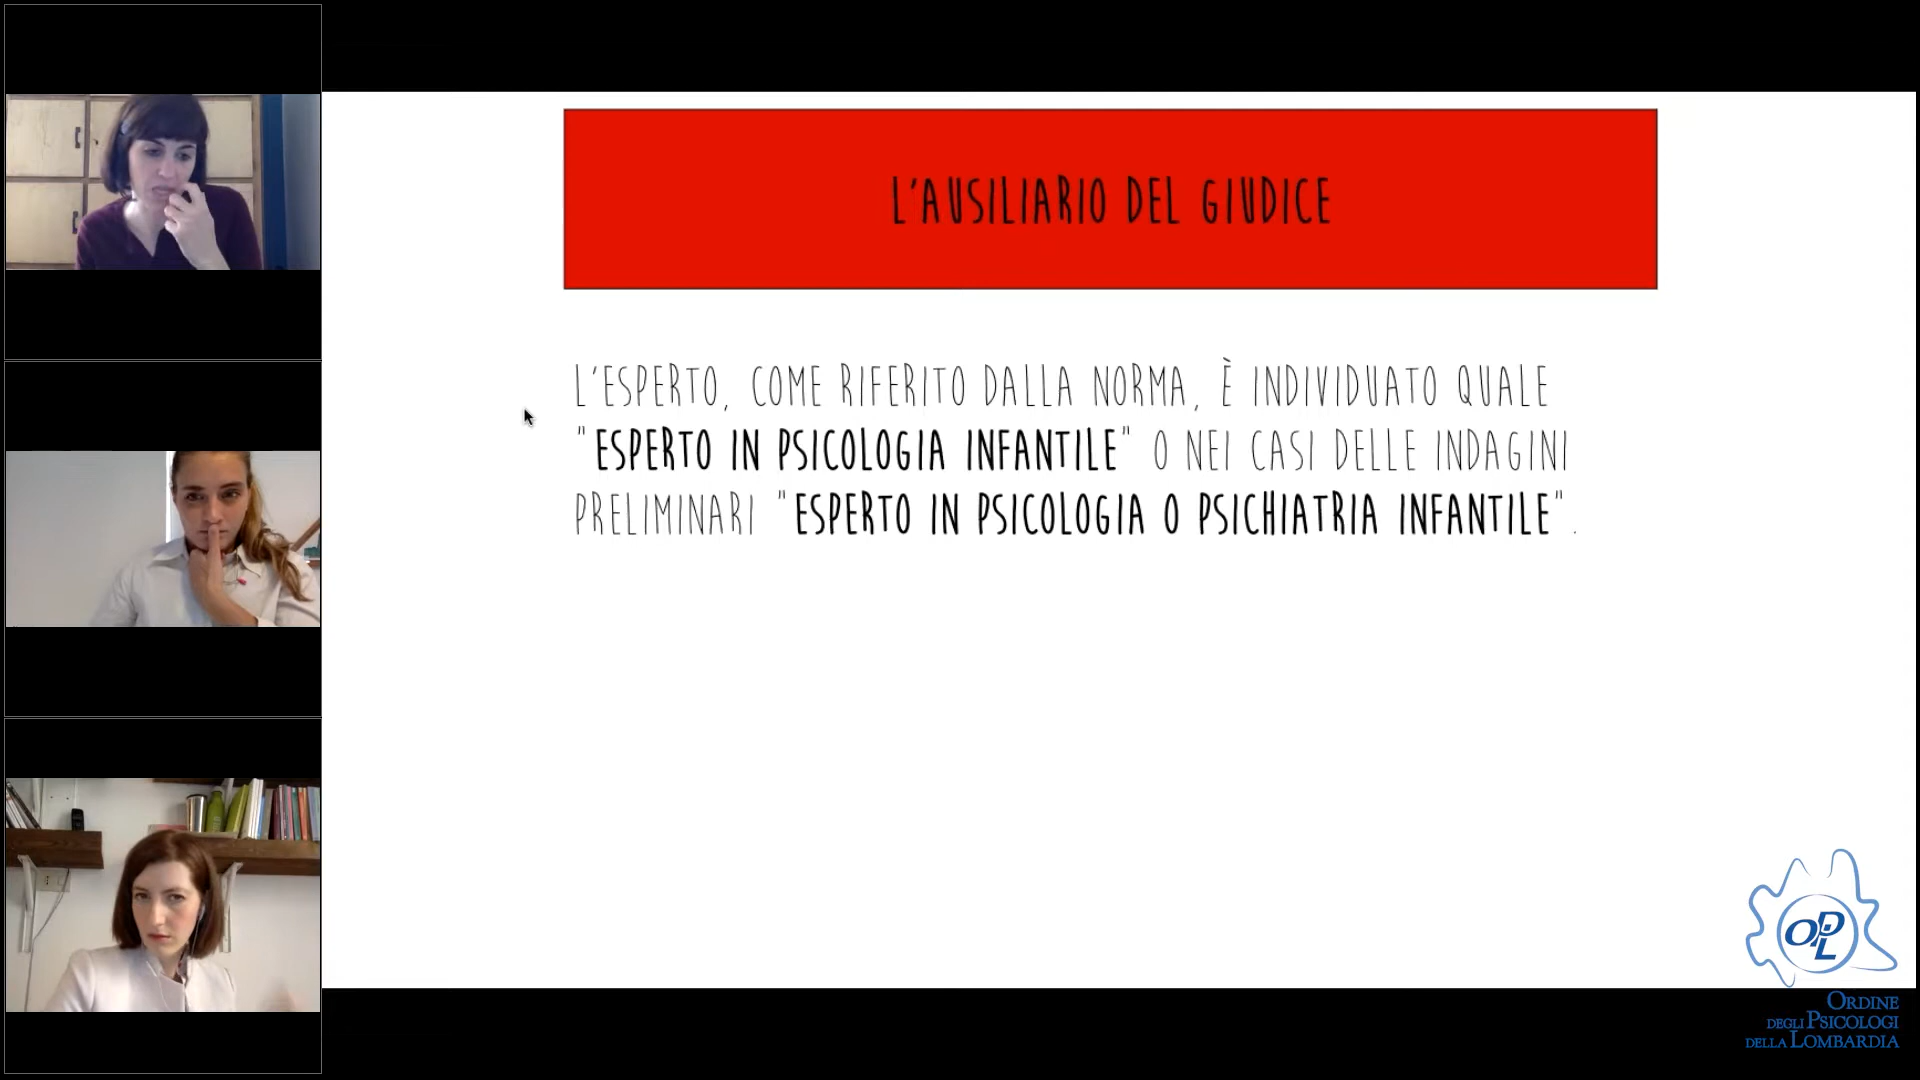 L'AUSILIARIO DEL GIUDICE
L'ESPERTO, COME RIFERITO DALLA NORMA, È INDIVIDUATO QUALE
"ESPERTO IN PSICOLOGIA INFANTILE" O NEI CASI DELLE INDAGINI
PRELIMINARI "ESPERTO IN PSICOLOGIA O PSICHIATRIA INFANTILE".
OPL
ORDINE
DEGLI PSICOLOGI
DELLA LOMBARDIA